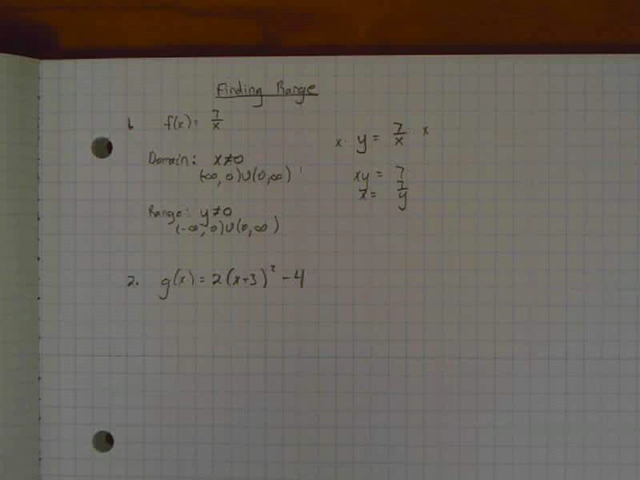 Finding Range
1. f(x) = 7/x
Domain: x ≠ 0
(-∞, 0) ∪ (0, ∞)
Range: y ≠ 0
(-∞, 0) ∪ (0, ∞)
x · y = 7/x · x
xy = 7
x = 7/y
2. g(x) = 2(x+3)² - 4